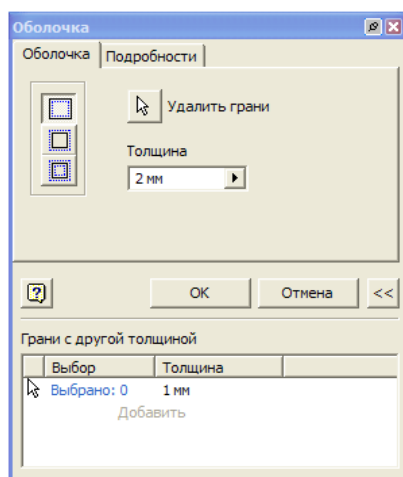 Оболочка
Оболочка Подробности
Удалить грани
Толщина
2 мм
ОК Отмена <<
Грани с другой толщиной
Выбор Толщина
Выбрано: 0 1 мм
Добавить